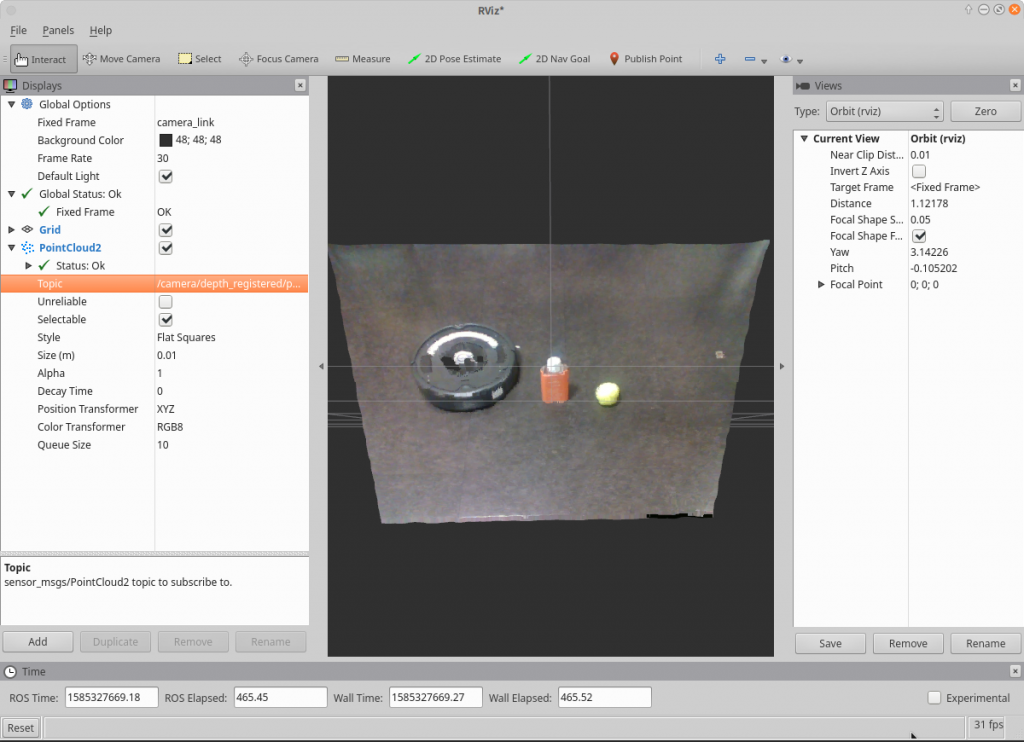 RViz*
File Panels Help
Interact Move Camera Select Focus Camera Measure 2D Pose Estimate 2D Nav Goal Publish Point
Displays
Global Options
Fixed Frame camera_link
Background Color 48; 48; 48
Frame Rate 30
Default Light
Global Status: Ok
Fixed Frame OK
Grid
PointCloud2
Status: Ok
Topic /camera/depth_registered/p...
Unreliable
Selectable
Style Flat Squares
Size (m) 0.01
Alpha 1
Decay Time 0
Position Transformer XYZ
Color Transformer RGB8
Queue Size 10
Topic
sensor_msgs/PointCloud2 topic to subscribe to.
Add Duplicate Remove Rename
Views
Type: Orbit (rviz) Zero
Current View Orbit (rviz)
Near Clip Dist... 0.01
Invert Z Axis
Target Frame <Fixed Frame>
Distance 1.12178
Focal Shape S... 0.05
Focal Shape F...
Yaw 3.14226
Pitch -0.105202
Focal Point 0; 0; 0
Save Remove Rename
Time
ROS Time: 1585327669.18 ROS Elapsed: 465.45 Wall Time: 1585327669.27 Wall Elapsed: 465.52 Experimental
Reset 31 fps